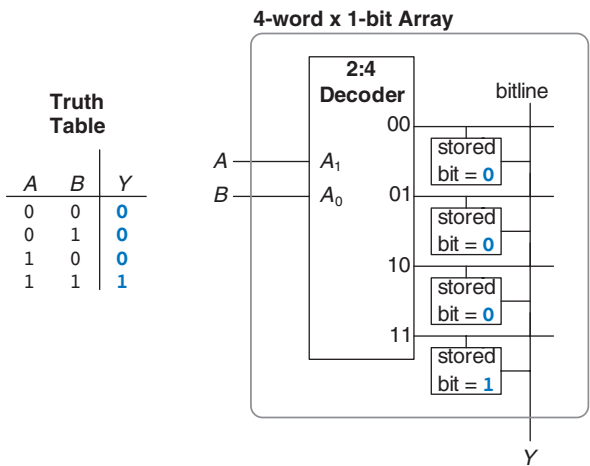 4-word x 1-bit Array
Truth
Table
A B Y
0 0 0
0 1 0
1 0 0
1 1 1
2:4
Decoder
bitline
A
B
A₁
A₀
00
stored
bit = 0
01
stored
bit = 0
10
stored
bit = 0
11
stored
bit = 1
Y